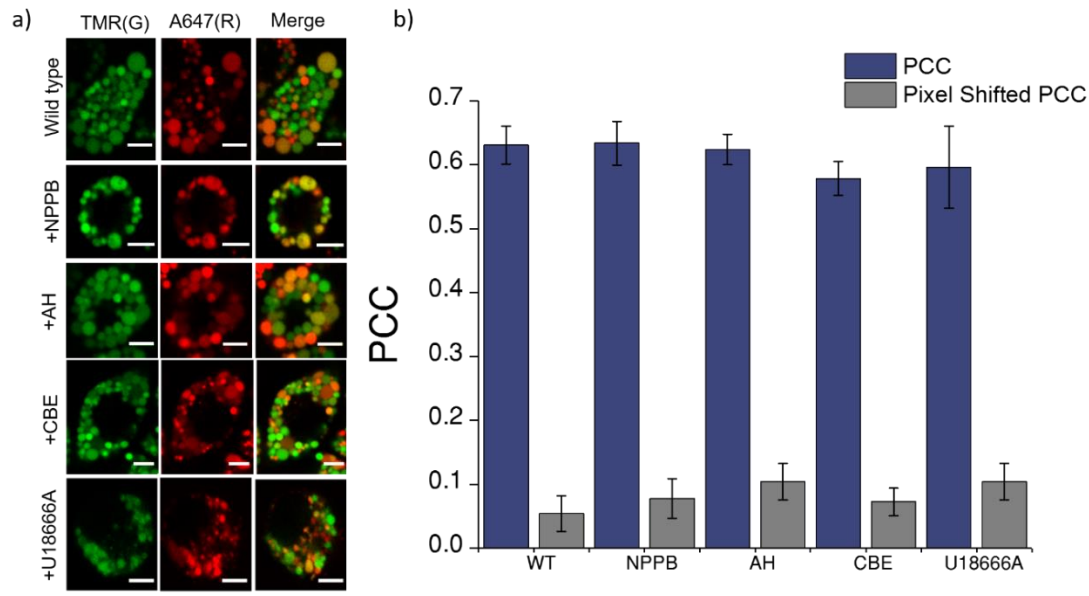 a)
TMR(G) A647(R) Merge
Wild type
+NPPB
+AH
+CBE
+U18666A
b)
PCC
Pixel Shifted PCC
0.7
0.6
0.5
0.4
0.3
0.2
0.1
0.0
PCC
WT NPPB AH CBE U18666A